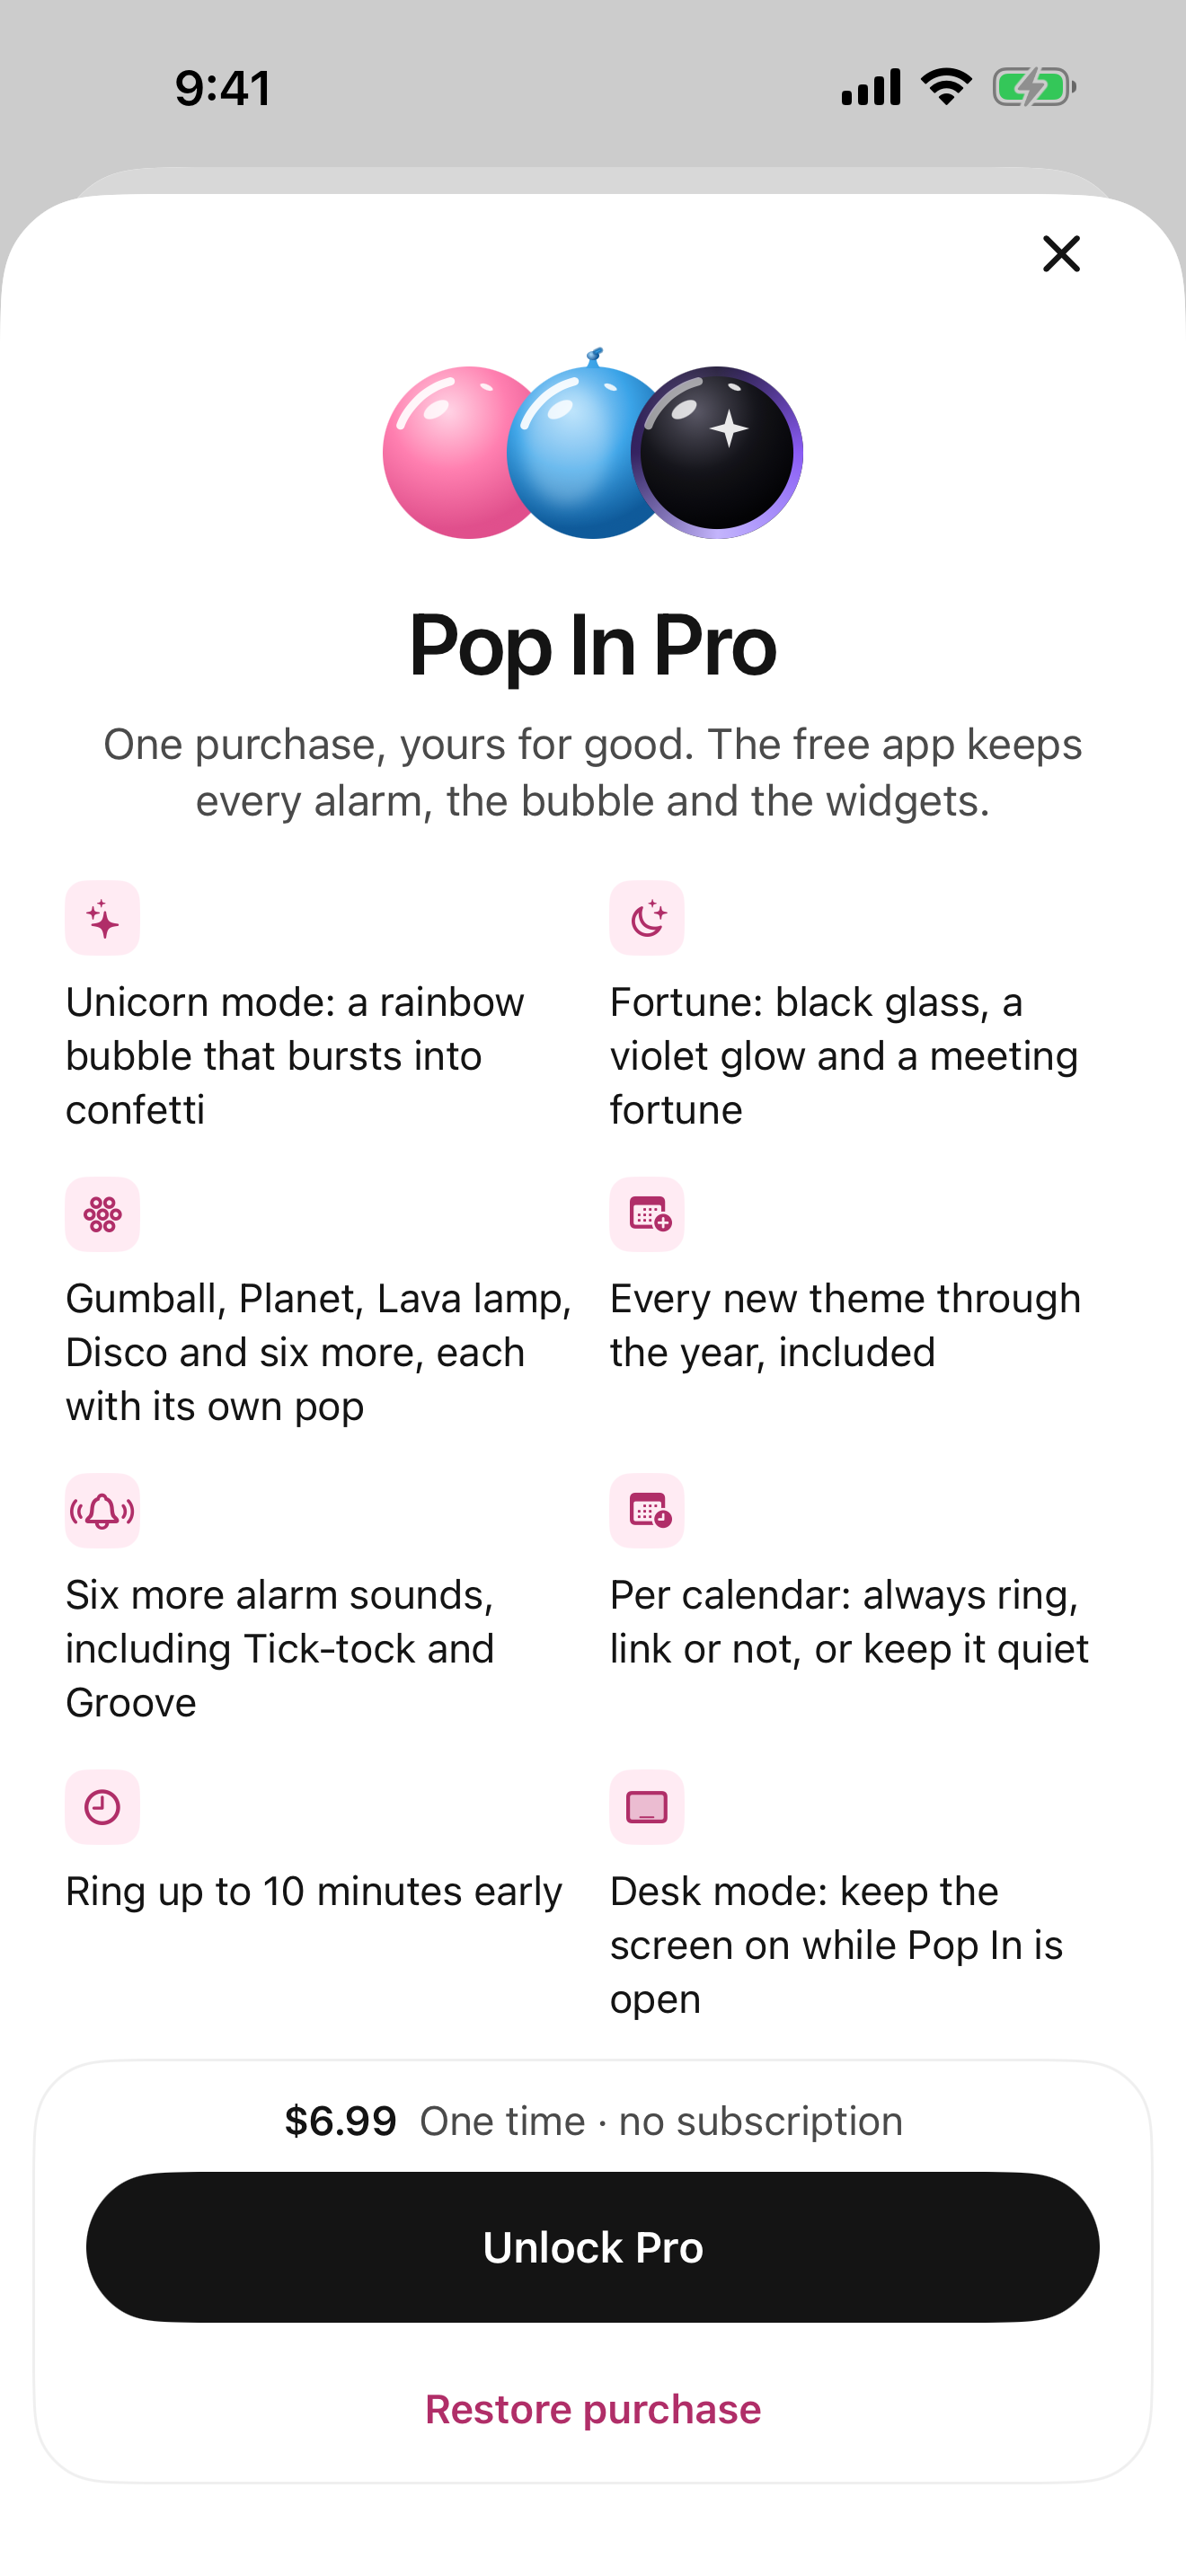 9:41
Pop In Pro
One purchase, yours for good. The free app keeps
every alarm, the bubble and the widgets.
Unicorn mode: a rainbow
bubble that bursts into
confetti
Fortune: black glass, a
violet glow and a meeting
fortune
Gumball, Planet, Lava lamp,
Disco and six more, each
with its own pop
Every new theme through
the year, included
Six more alarm sounds,
including Tick-tock and
Groove
Per calendar: always ring,
link or not, or keep it quiet
Ring up to 10 minutes early
Desk mode: keep the
screen on while Pop In is
open
$6.99 One time · no subscription
Unlock Pro
Restore purchase